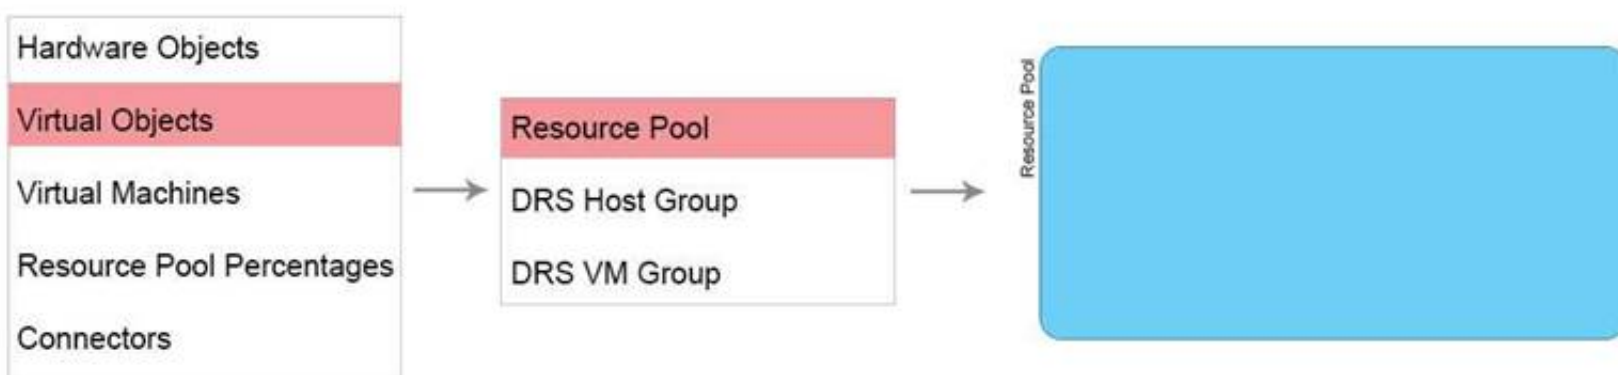 Hardware Objects
Virtual Objects
Virtual Machines
Resource Pool Percentages
Connectors
Resource Pool
DRS Host Group
DRS VM Group
Resource Pool